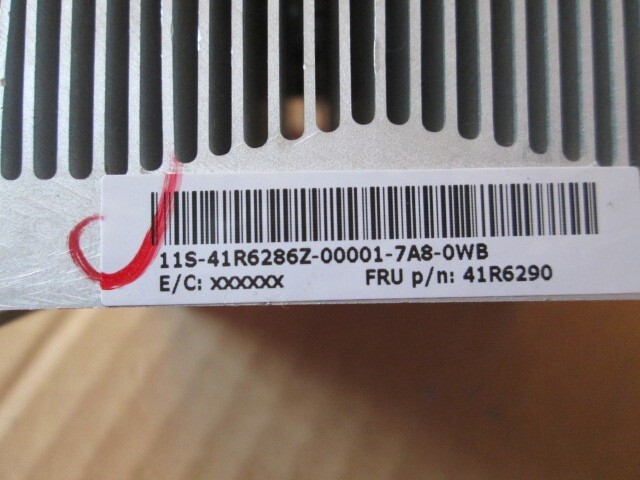 11S-41R6286Z-00001-7A8-0WB
E/C: xxxxxx FRU p/n: 41R6290